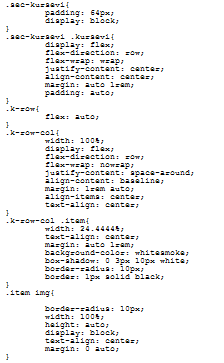 .sec-kursevi{
padding: 64px;
display: block;
}
.sec-kursevi .kursevi{
display: flex;
flex-direction: row;
flex-wrap: wrap;
justify-content: center;
align-content: center;
margin: auto 1rem;
padding: auto;
}
.k-row{
flex: auto;
}
.k-row-col{
width: 100%;
display: flex;
flex-direction: row;
flex-wrap: nowrap;
justify-content: space-around;
align-content: baseline;
margin: 1rem auto;
align-items: center;
text-align: center;
}
.k-row-col .item{
width: 24.4444%;
text-align: center;
margin: auto 1rem;
background-color: whitesmoke;
box-shadow: 0 3px 10px white;
border-radius: 10px;
border: 1px solid black;
}
.item img{
border-radius: 10px;
width: 100%;
height: auto;
display: block;
text-align: center;
margin: 0 auto;
}